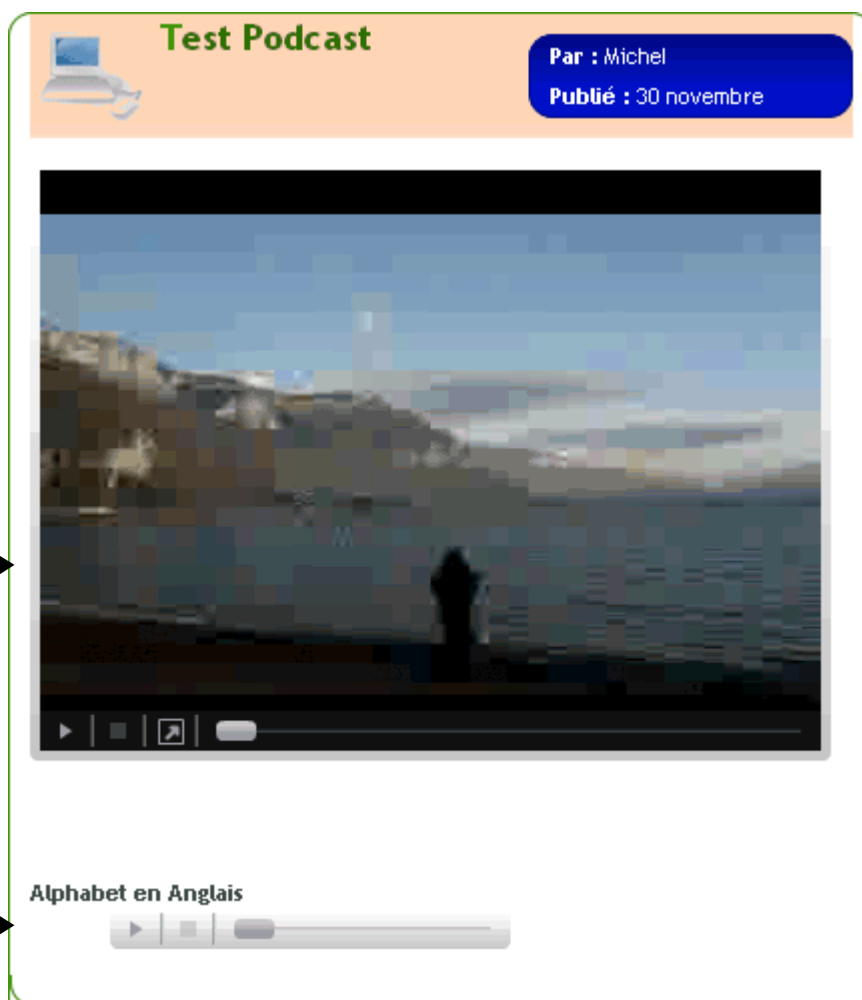 Test Podcast
Par : Michel
Publié : 30 novembre
Alphabet en Anglais